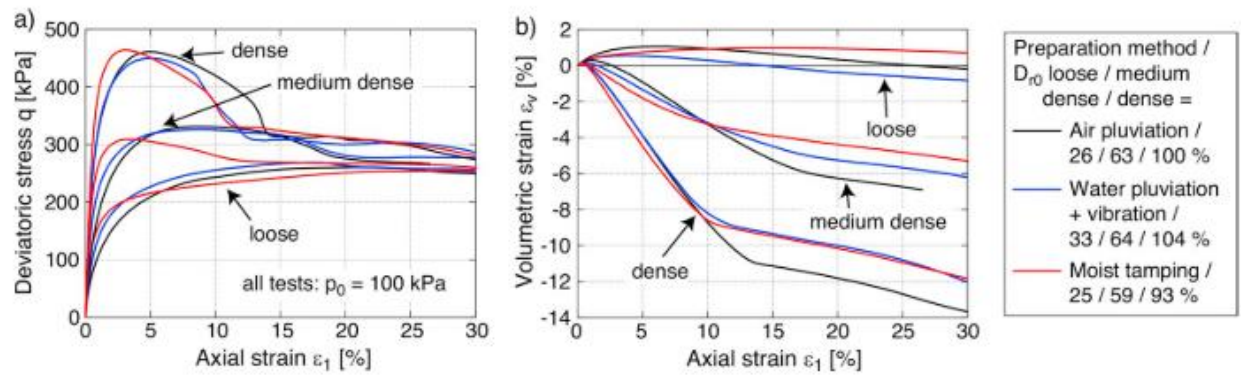 a)
500
400
300
200
100
0
Deviatoric stress q [kPa]
dense
medium dense
loose
all tests: p0 = 100 kPa
0 5 10 15 20 25 30
Axial strain ε1 [%]
b)
2
0
-2
-4
-6
-8
-10
-12
-14
Volumetric strain εv [%]
loose
medium dense
dense
0 5 10 15 20 25 30
Axial strain ε1 [%]
Preparation method /
Dr0 loose / medium
dense / dense =
Air pluviation /
26 / 63 / 100 %
Water pluviation
+ vibration /
33 / 64 / 104 %
Moist tamping /
25 / 59 / 93 %